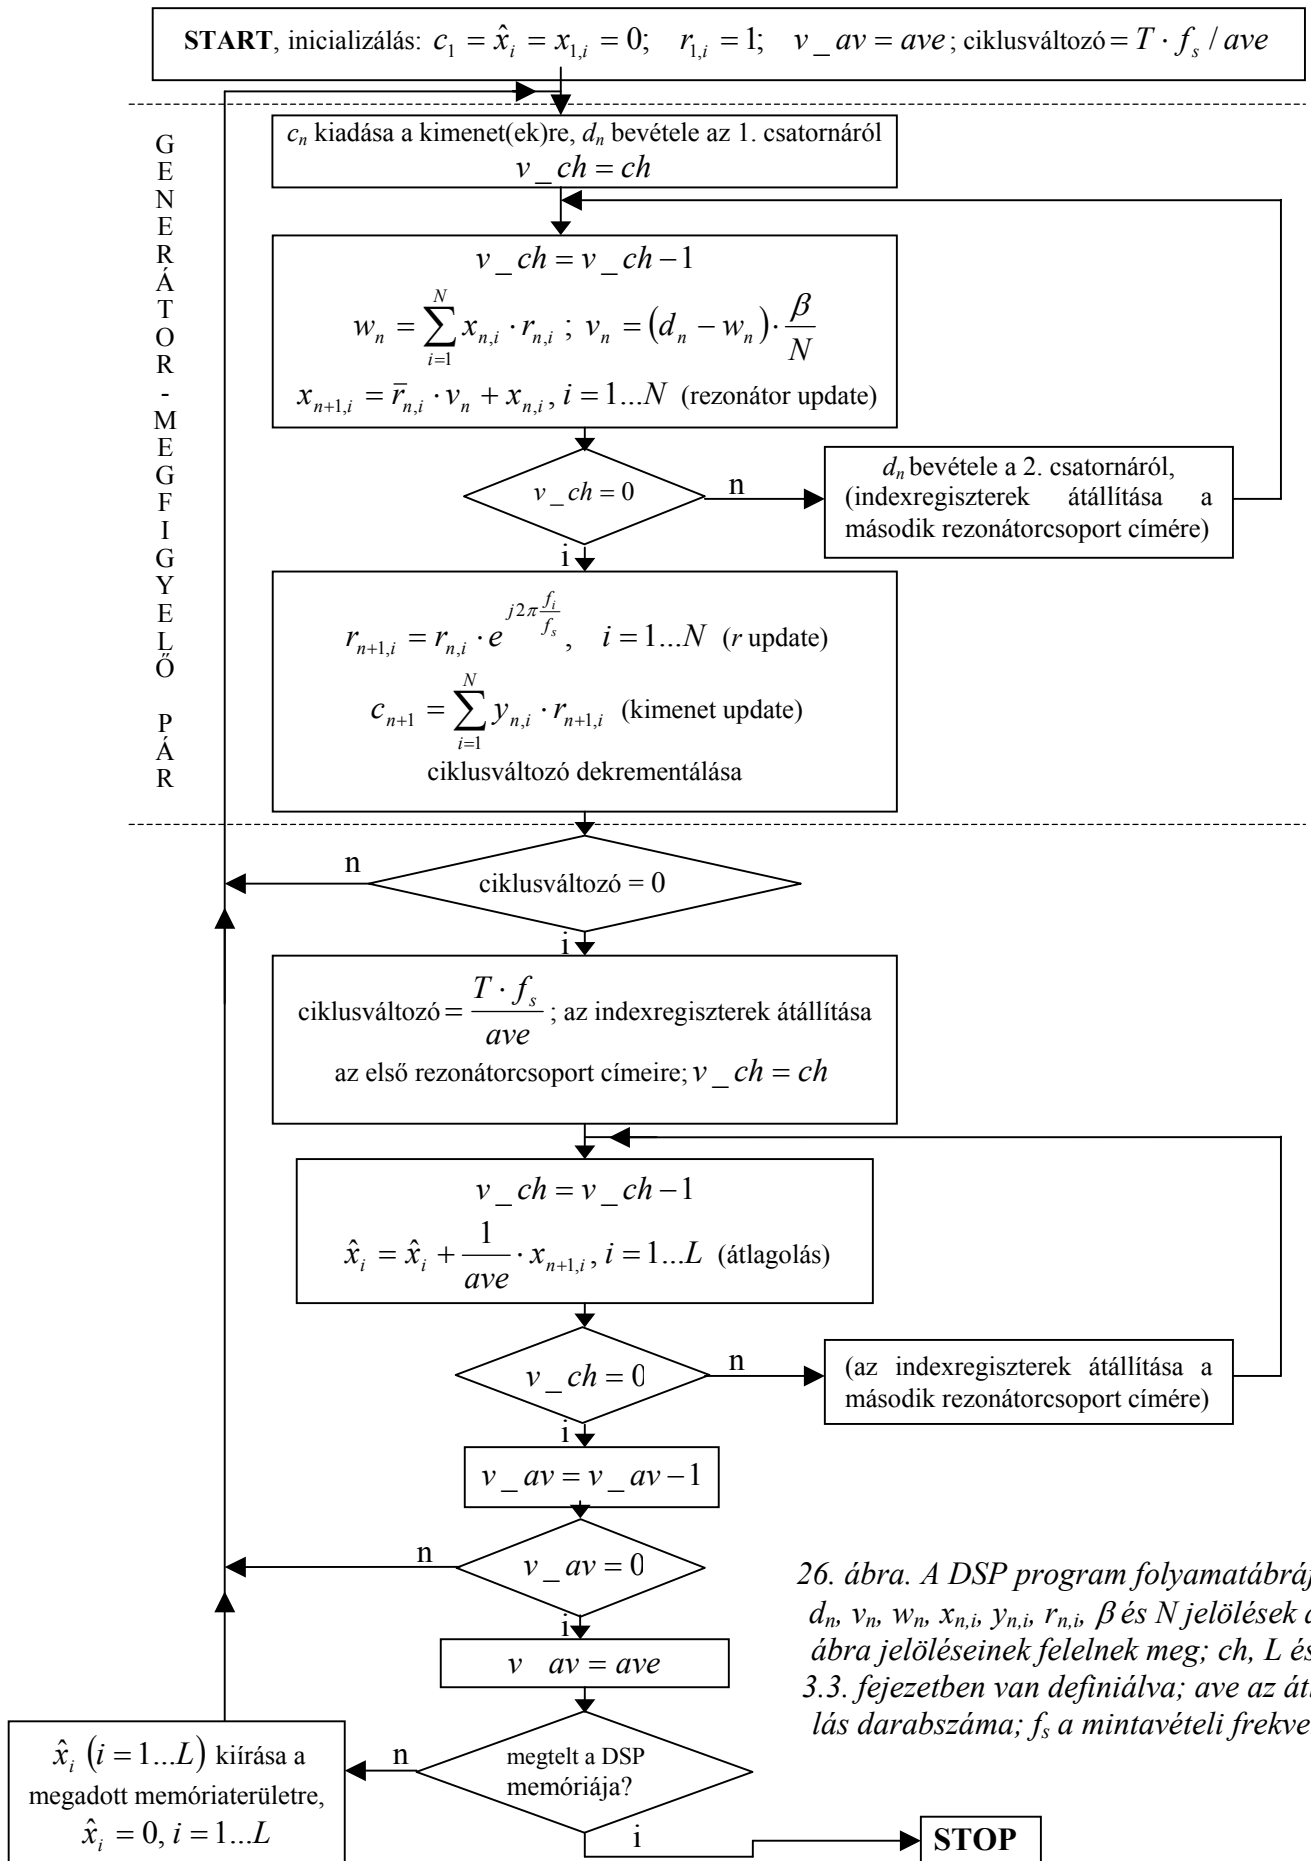 START, inicializálás: c₁ = x̂ᵢ = x₁,ᵢ = 0; r₁,ᵢ = 1; v_av = ave; ciklusváltozó = T · fₛ / ave
GENERÁTOR-MEGFIGYELŐ PÁR
cₙ kiadása a kimenet(ek)re, dₙ bevétele az 1. csatornáról
v_ch = ch
v_ch = v_ch − 1
wₙ = ∑_{i=1}^{N} xₙ,ᵢ · rₙ,ᵢ ; vₙ = (dₙ − wₙ) · β/N
xₙ₊₁,ᵢ = r̄ₙ,ᵢ · vₙ + xₙ,ᵢ, i = 1...N (rezonátor update)
v_ch = 0
n
dₙ bevétele a 2. csatornáról,
(indexregiszterek átállítása a
második rezonátorcsoport címére)
i
rₙ₊₁,ᵢ = rₙ,ᵢ · e^{j2π fᵢ/fₛ}, i = 1...N (r update)
cₙ₊₁ = ∑_{i=1}^{N} yₙ,ᵢ · rₙ₊₁,ᵢ (kimenet update)
ciklusváltozó dekrementálása
n
ciklusváltozó = 0
i
ciklusváltozó = T · fₛ / ave ; az indexregiszterek átállítása
az első rezonátorcsoport címeire; v_ch = ch
v_ch = v_ch − 1
x̂ᵢ = x̂ᵢ + 1/ave · xₙ₊₁,ᵢ, i = 1...L (átlagolás)
v_ch = 0
n
(az indexregiszterek átállítása a
második rezonátorcsoport címére)
i
v_av = v_av − 1
n
v_av = 0
i
v av = ave
26. ábra. A DSP program folyamatábráj
dₙ, vₙ, wₙ, xₙ,ᵢ, yₙ,ᵢ, rₙ,ᵢ, β és N jelölések
ábra jelöléseinek felelnek meg; ch, L és
3.3. fejezetben van definiálva; ave az át
lás darabszáma; fₛ a mintavételi frekve
megtelt a DSP
memóriája?
n
x̂ᵢ (i = 1...L) kiírása a
megadott memóriaterületre,
x̂ᵢ = 0, i = 1...L
i
STOP